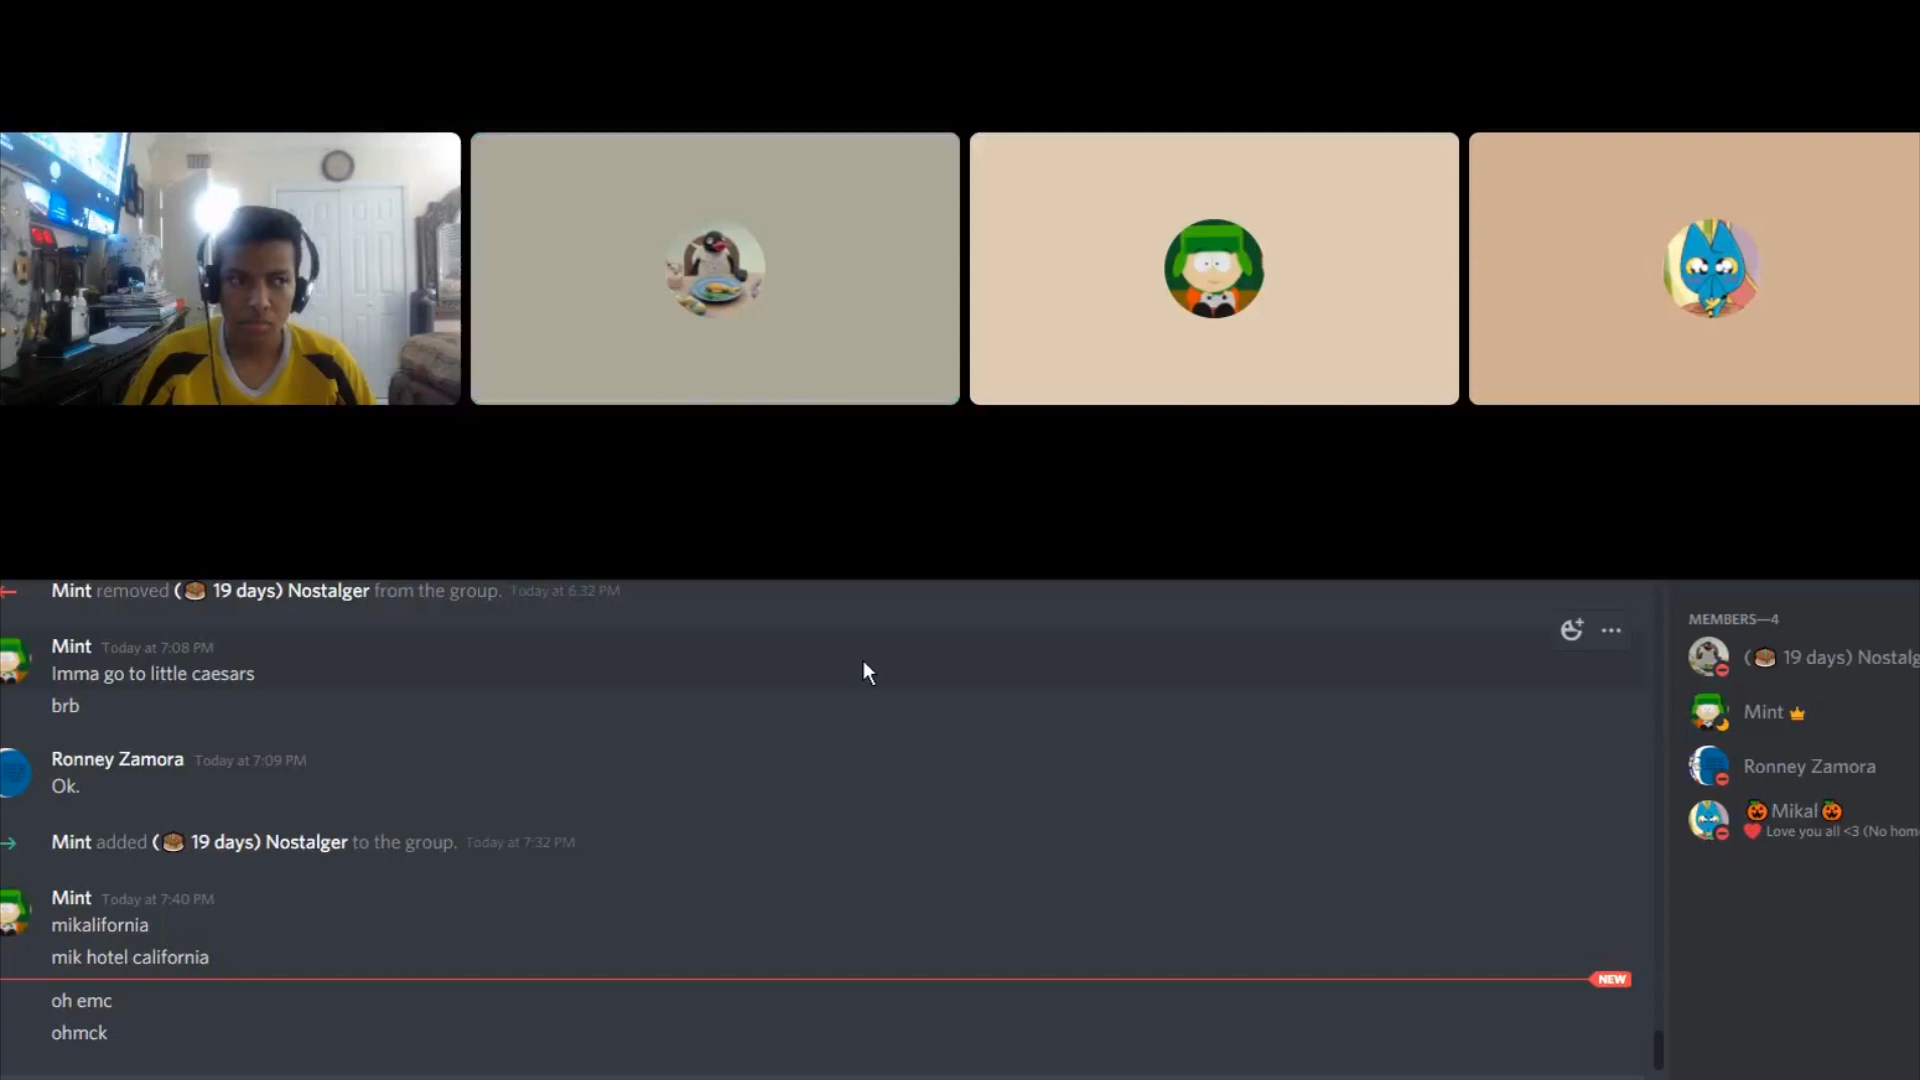 Mint removed (🥞 19 days) Nostalger from the group. Today at 6:32 PM
Mint Today at 7:08 PM
Imma go to little caesars
brb
Ronney Zamora Today at 7:09 PM
Ok.
Mint added (🥞 19 days) Nostalger to the group. Today at 7:32 PM
Mint Today at 7:40 PM
mikalifornia
mik hotel california
NEW
oh emc
ohmck
MEMBERS—4
(🥞 19 days) Nostalg
Mint
Ronney Zamora
🎃 Mikal 🎃
❤️ Love you all <3 (No hom